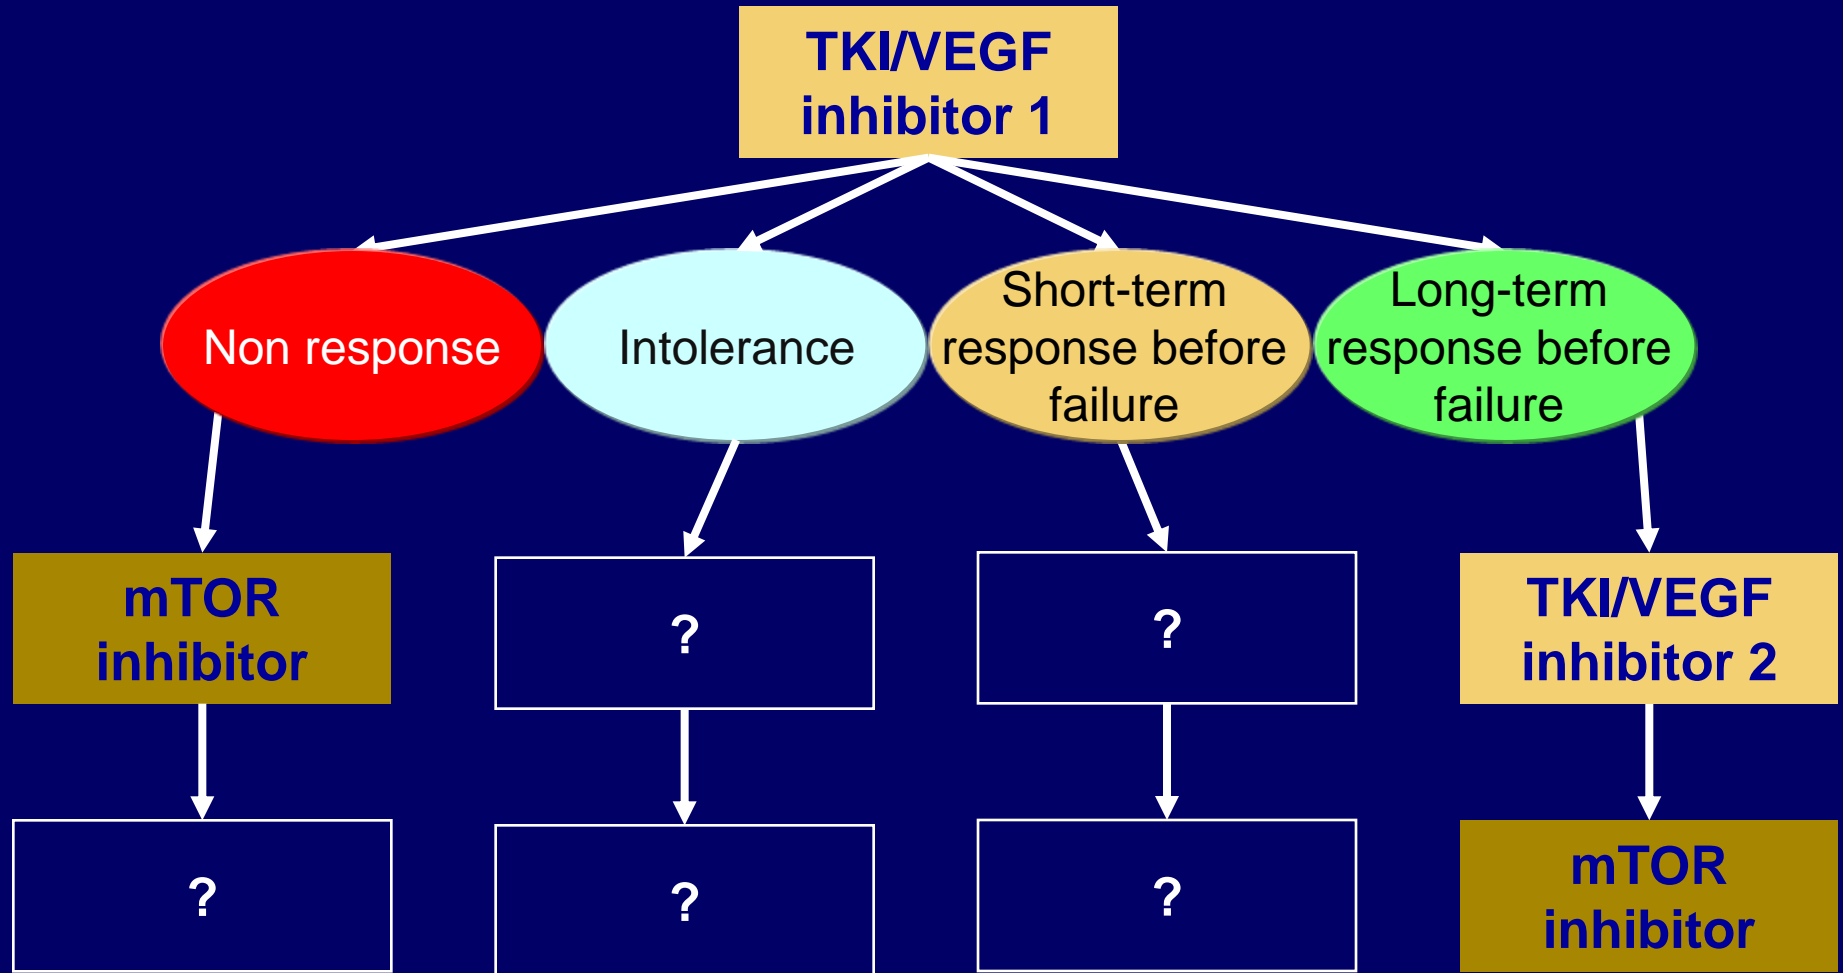 TKI/VEGF
inhibitor 1
Non response
Intolerance
Short-term
response before
failure
Long-term
response before
failure
mTOR
inhibitor
?
?
TKI/VEGF
inhibitor 2
?
?
?
mTOR
inhibitor